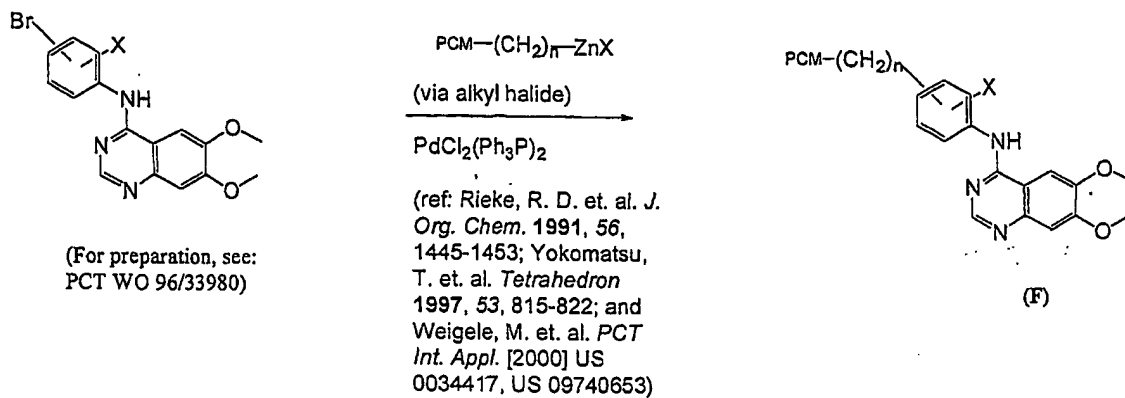 Br
X
NH
N
N
O
O
(For preparation, see:
PCT WO 96/33980)
PCM—(CH2)n—ZnX
(via alkyl halide)
PdCl2(Ph3P)2
(ref: Rieke, R. D. et. al. J.
Org. Chem. 1991, 56,
1445-1453; Yokomatsu,
T. et. al. Tetrahedron
1997, 53, 815-822; and
Weigele, M. et. al. PCT
Int. Appl. [2000] US
0034417, US 09740653)
PCM—(CH2)n
X
NH
N
N
O
O
(F)